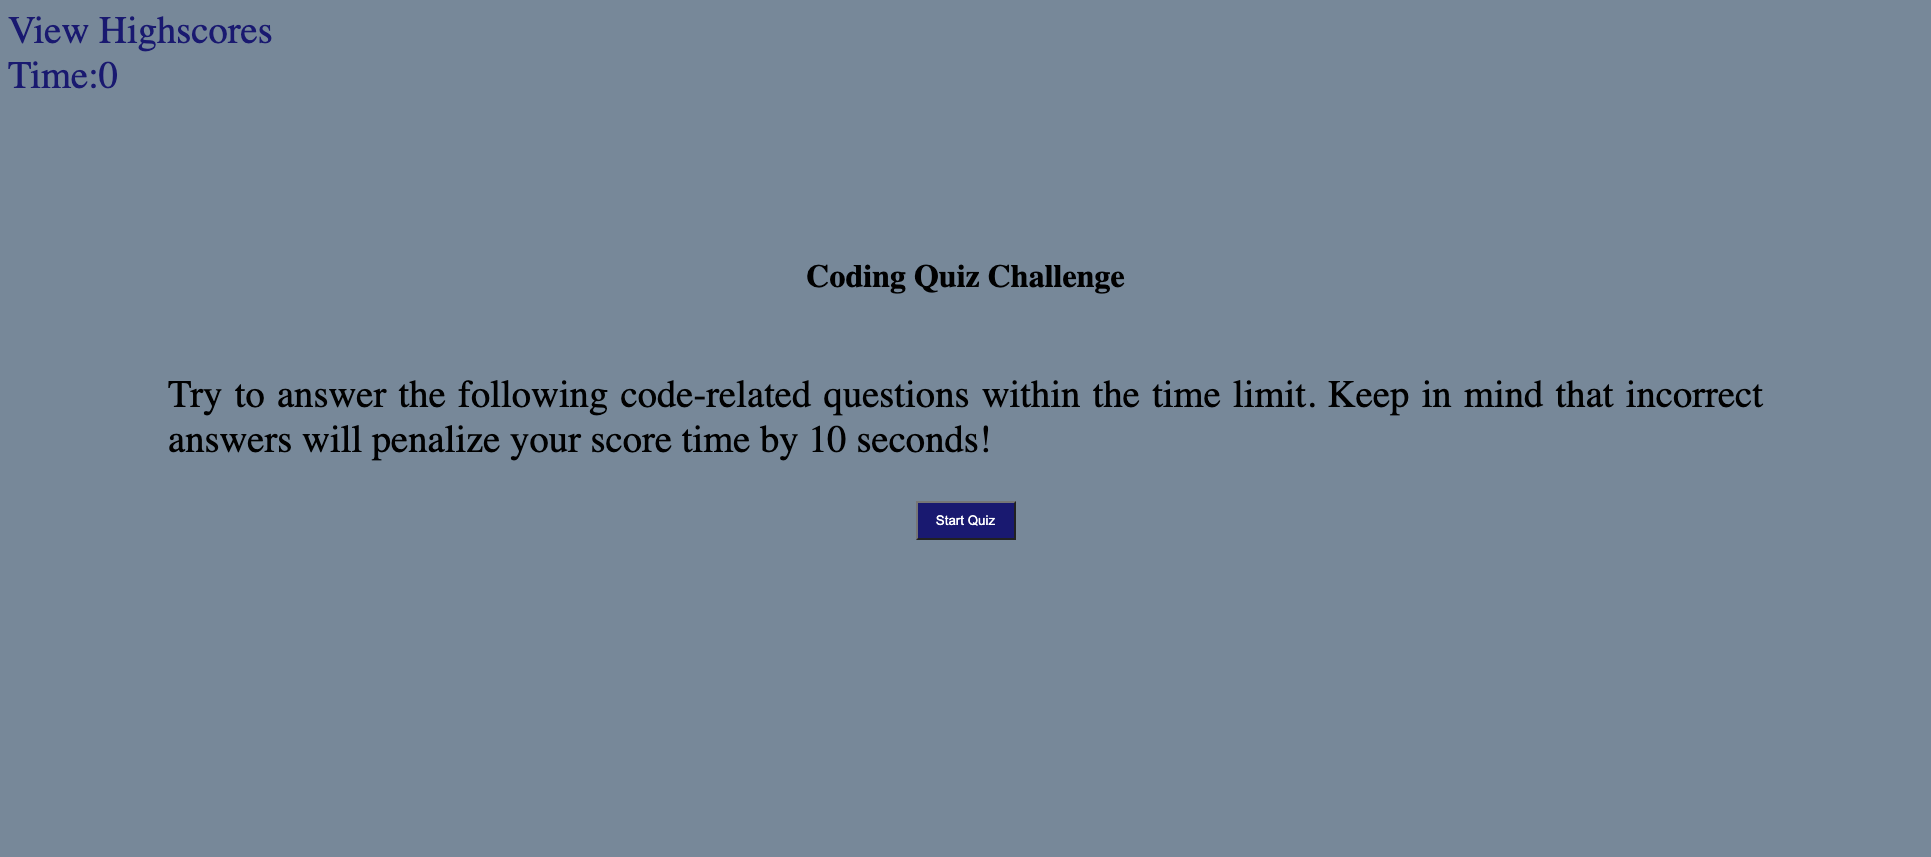 View Highscores
Time:0
Coding Quiz Challenge
Try to answer the following code-related questions within the time limit. Keep in mind that incorrect
answers will penalize your score time by 10 seconds!
Start Quiz